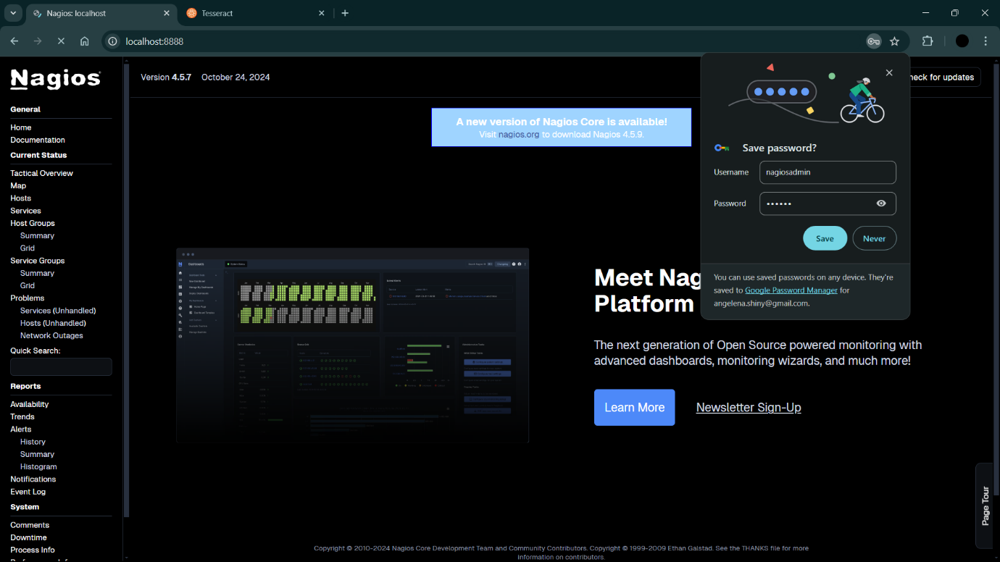 Nagios: localhost
Tesseract
localhost:8888
Nagios
General
Home
Documentation
Current Status
Tactical Overview
Map
Hosts
Services
Host Groups
Summary
Grid
Service Groups
Summary
Grid
Problems
Services (Unhandled)
Hosts (Unhandled)
Network Outages
Quick Search:
Reports
Availability
Trends
Alerts
History
Summary
Histogram
Notifications
Event Log
System
Comments
Downtime
Process Info
Version 4.5.7 October 24, 2024
heck for updates
A new version of Nagios Core is available!
Visit nagios.org to download Nagios 4.5.9.
Save password?
Username nagiosadmin
Password ••••••
Save Never
You can use saved passwords on any device. They're
saved to Google Password Manager for
angelena.shiny@gmail.com.
Dashboards
Meet Nag
Platform
The next generation of Open Source powered monitoring with
advanced dashboards, monitoring wizards, and much more!
Learn More Newsletter Sign-Up
Page Tour
Copyright © 2010-2024 Nagios Core Development Team and Community Contributors. Copyright © 1999-2009 Ethan Galstad. See the THANKS file for more
information on contributors.